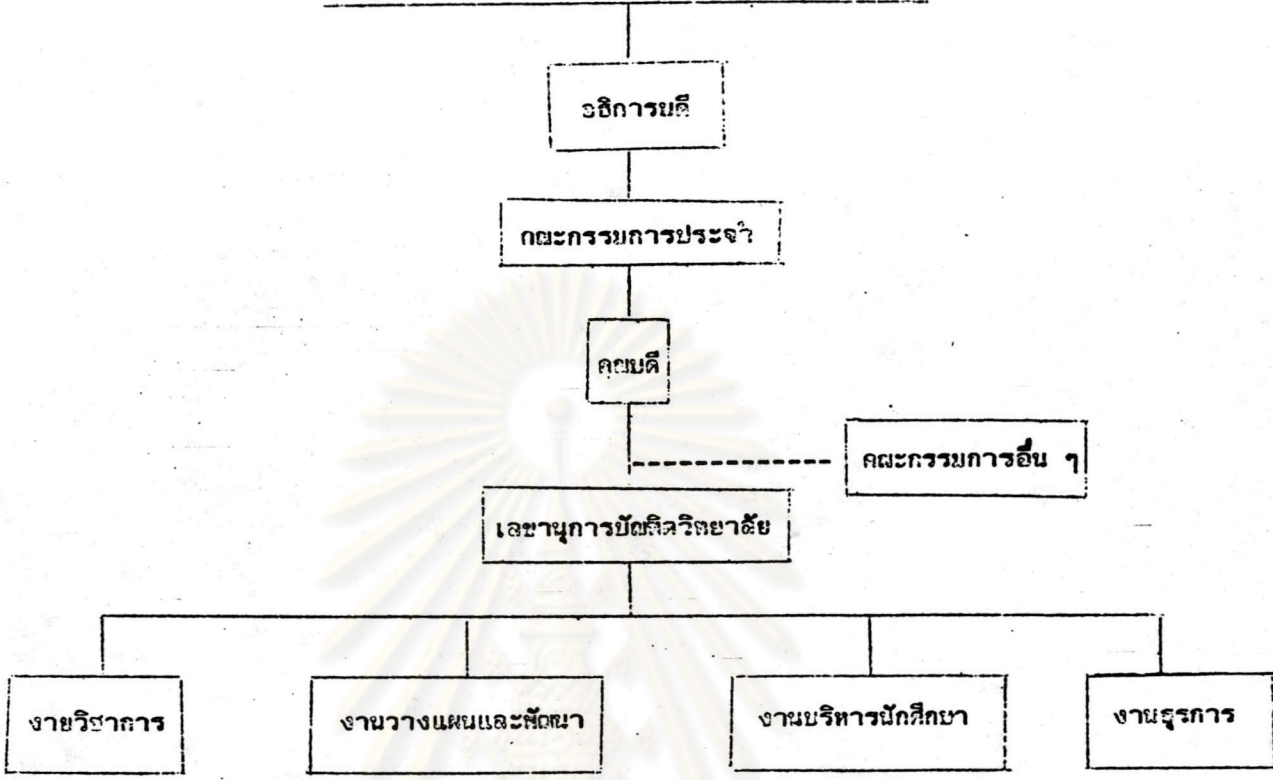 อธิการบดี
คณะกรรมการประจำ
คณบดี
คณะกรรมการอื่น ๆ
เลขานุการบัณฑิตวิทยาลัย
งานวิชาการ
งานวางแผนและพัฒนา
งานบริหารนักศึกษา
งานธุรการ